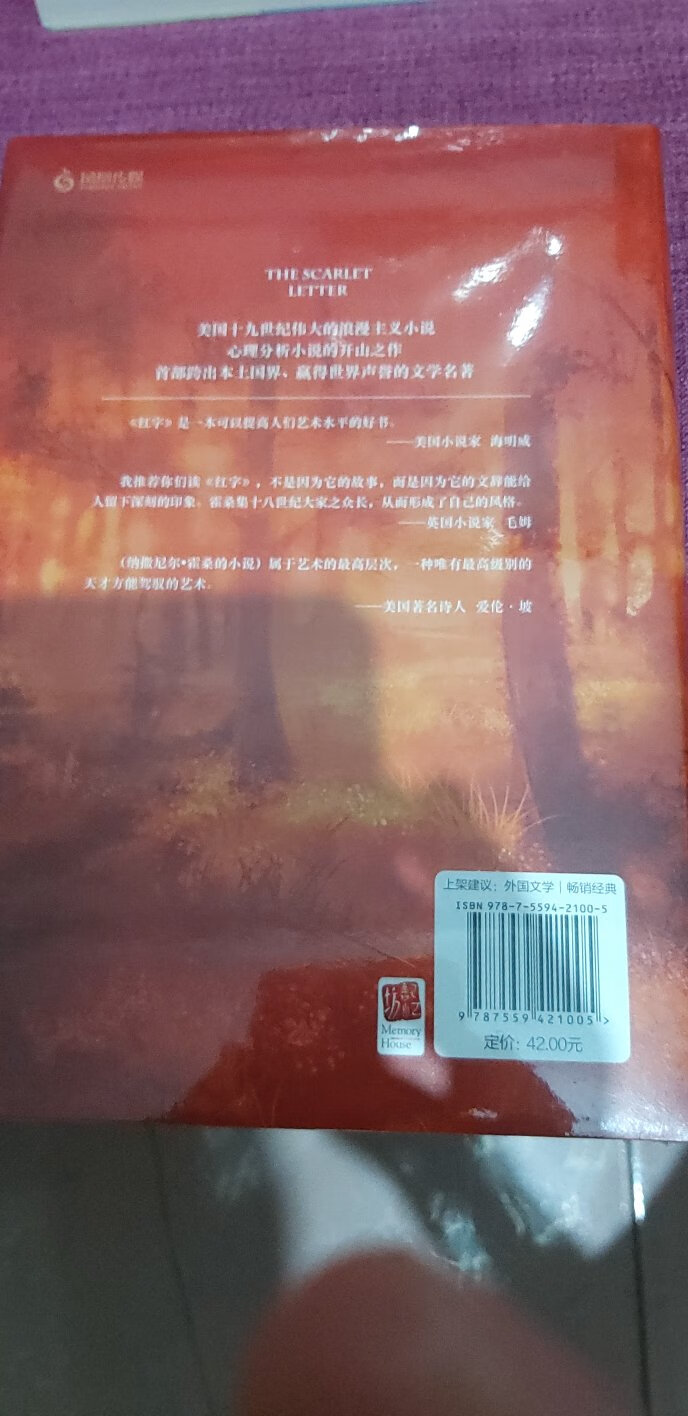 THE SCARLET
LETTER
美国十九世纪伟大的浪漫主义小说
心理分析小说的开山之作
首部跨出本土国界、赢得世界声誉的文学名著
《红字》是一本可以提高人们艺术水平的好书。
——美国小说家 海明威
我推荐你们读《红字》，不是因为它的故事，而是因为它的文辞能给
人留下深刻的印象。霍桑集十八世纪大家之众长，从而形成了自己的风格。
——英国小说家 毛姆
（纳撒尼尔•霍桑的小说）属于艺术的最高层次，一种唯有最高级别的
天才方能驾驭的艺术。
——美国著名诗人 爱伦·坡
上架建议：外国文学｜畅销经典
ISBN 978-7-5594-2100-5
9 787559 421005 >
定价：42.00元
记忆坊
Memory
House